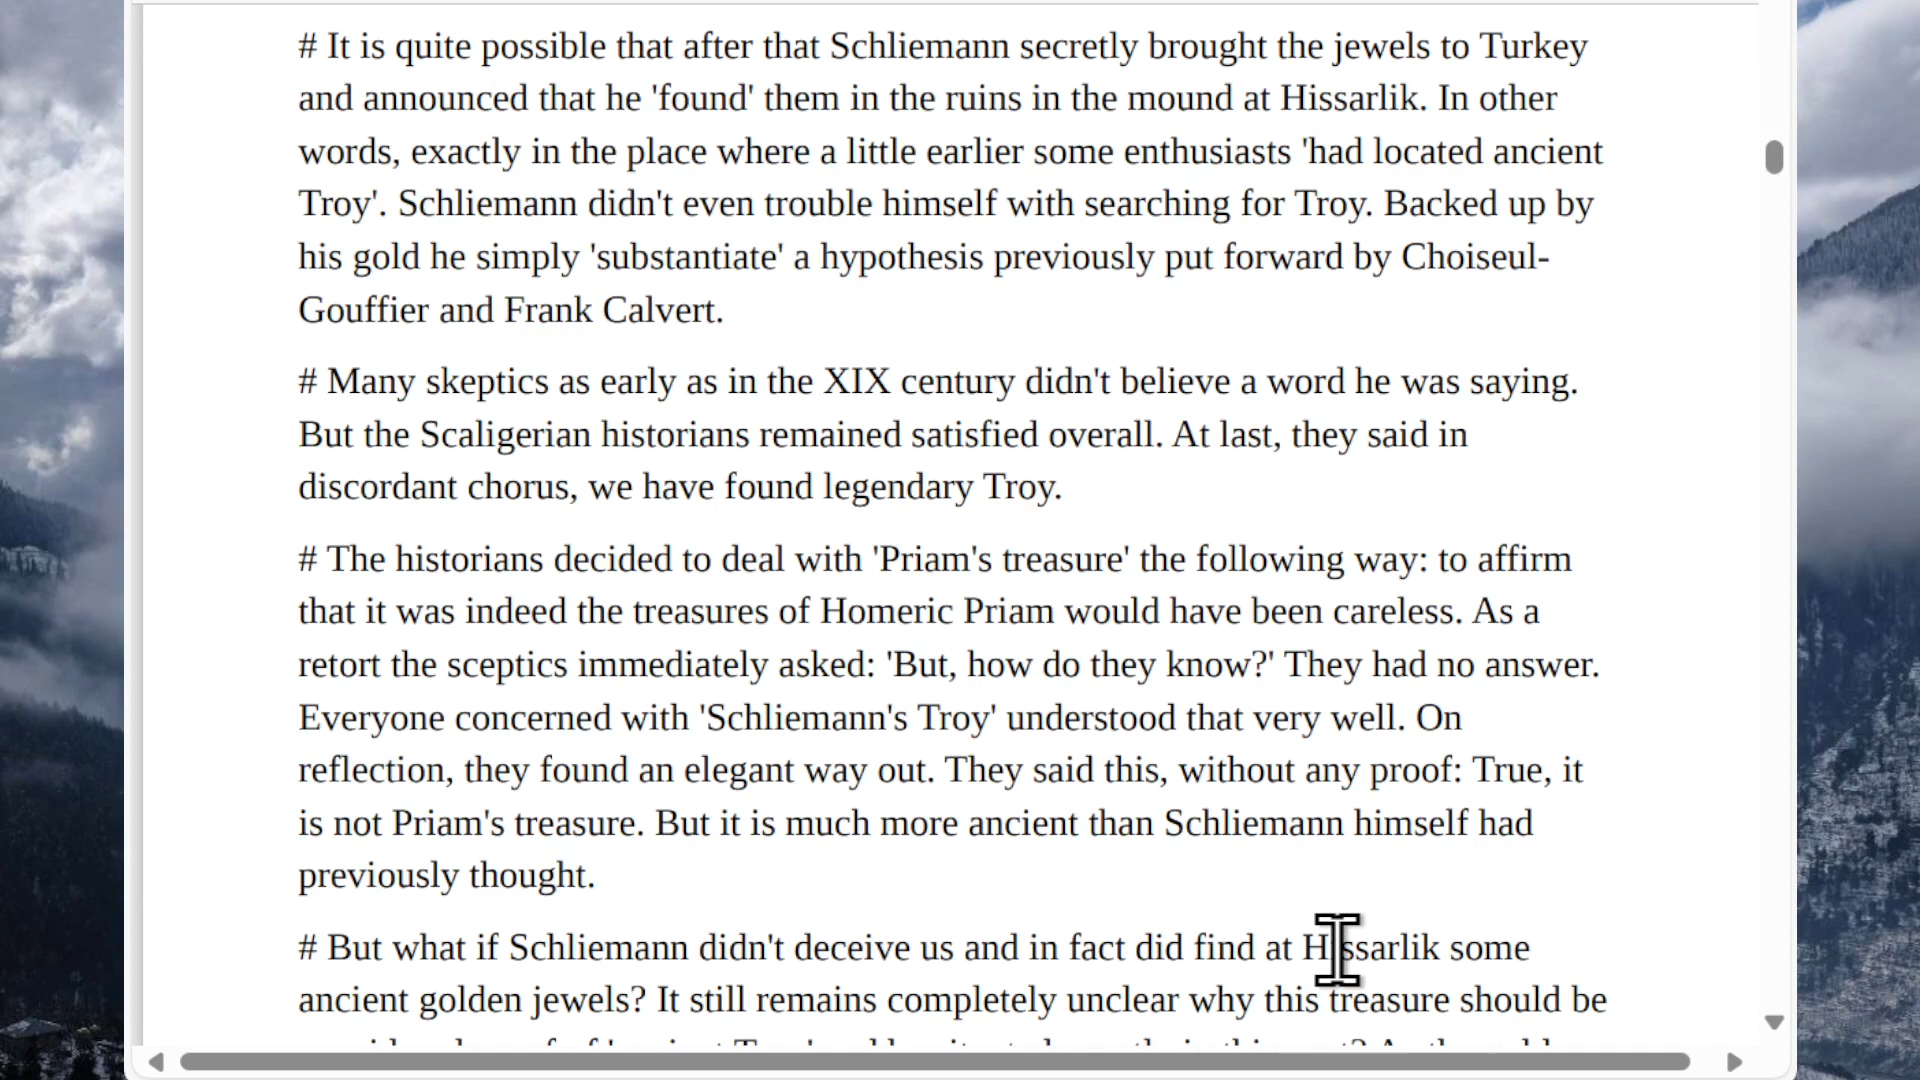 # It is quite possible that after that Schliemann secretly brought the jewels to Turkey
and announced that he 'found' them in the ruins in the mound at Hissarlik. In other
words, exactly in the place where a little earlier some enthusiasts 'had located ancient
Troy'. Schliemann didn't even trouble himself with searching for Troy. Backed up by
his gold he simply 'substantiate' a hypothesis previously put forward by Choiseul-
Gouffier and Frank Calvert.
# Many skeptics as early as in the XIX century didn't believe a word he was saying.
But the Scaligerian historians remained satisfied overall. At last, they said in
discordant chorus, we have found legendary Troy.
# The historians decided to deal with 'Priam's treasure' the following way: to affirm
that it was indeed the treasures of Homeric Priam would have been careless. As a
retort the sceptics immediately asked: 'But, how do they know?' They had no answer.
Everyone concerned with 'Schliemann's Troy' understood that very well. On
reflection, they found an elegant way out. They said this, without any proof: True, it
is not Priam's treasure. But it is much more ancient than Schliemann himself had
previously thought.
# But what if Schliemann didn't deceive us and in fact did find at Hissarlik some
ancient golden jewels? It still remains completely unclear why this treasure should be